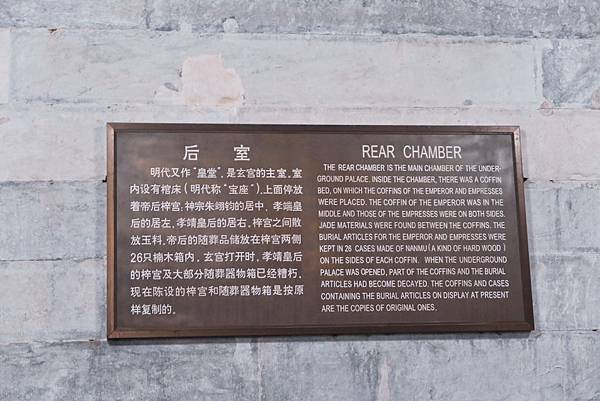 后 室
明代又作“皇堂”，是玄宫的主室。室
内设有棺床（明代称“宝座”），上面停放
着帝后梓宫，神宗朱翊钧的居中，孝端皇
后的居左，孝靖皇后的居右。梓宫之间散
放玉料，帝后的随葬品储放在梓宫两侧
26只楠木箱内。玄宫打开时，孝靖皇后
的梓宫及大部分随葬器物箱已经糟朽。
现在陈设的梓宫和随葬器物箱是按原
样复制的。
REAR CHAMBER
THE REAR CHAMBER IS THE MAIN CHAMBER OF THE UNDER-
GROUND PALACE. INSIDE THE CHAMBER, THERE WAS A COFFIN
BED, ON WHICH THE COFFINS OF THE EMPEROR AND EMPRESSES
WERE PLACED. THE COFFIN OF THE EMPEROR WAS IN THE
MIDDLE AND THOSE OF THE EMPRESSES WERE ON BOTH SIDES.
JADE MATERIALS WERE FOUND BETWEEN THE COFFINS. THE
BURIAL ARTICLES FOR THE EMPEROR AND EMPRESSES WERE
KEPT IN 26 CASES MADE OF NANMU (A KIND OF HARD WOOD)
ON THE SIDES OF EACH COFFIN. WHEN THE UNDERGROUND
PALACE WAS OPENED, PART OF THE COFFINS AND THE BURIAL
ARTICLES HAD BECOME DECAYED. THE COFFINS AND CASES
CONTAINING THE BURIAL ARTICLES ON DISPLAY AT PRESENT
ARE THE COPIES OF ORIGINAL ONES.